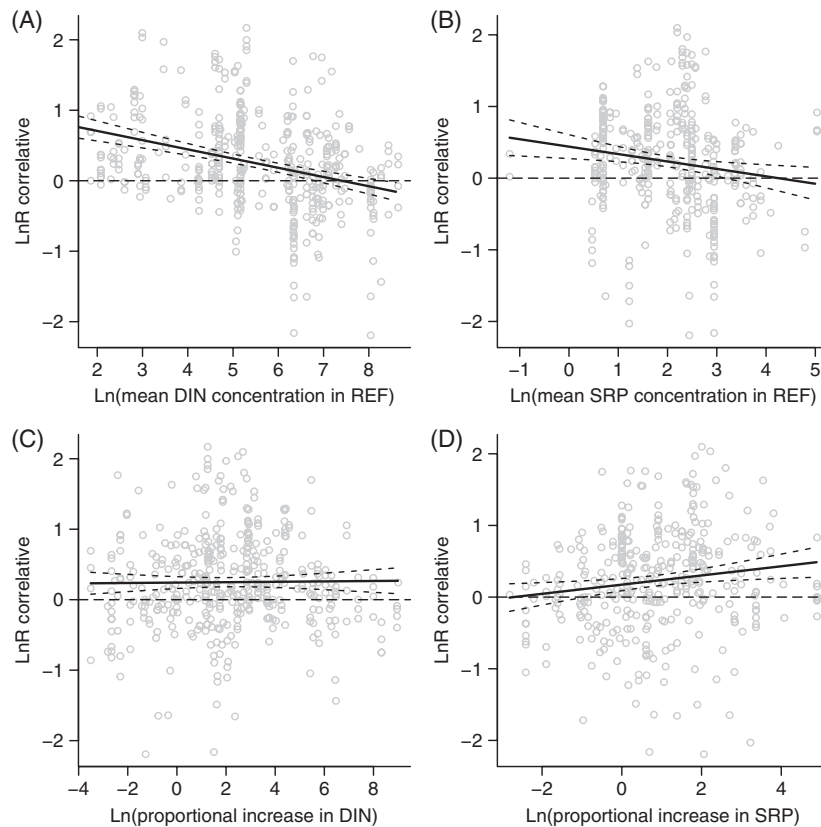 (A)
LnR correlative
2
1
0
−1
−2
2 3 4 5 6 7 8
Ln(mean DIN concentration in REF)
(B)
LnR correlative
2
1
0
−1
−2
−1 0 1 2 3 4 5
Ln(mean SRP concentration in REF)
(C)
LnR correlative
2
1
0
−1
−2
−4 −2 0 2 4 6 8
Ln(proportional increase in DIN)
(D)
LnR correlative
2
1
0
−1
−2
−2 0 2 4
Ln(proportional increase in SRP)